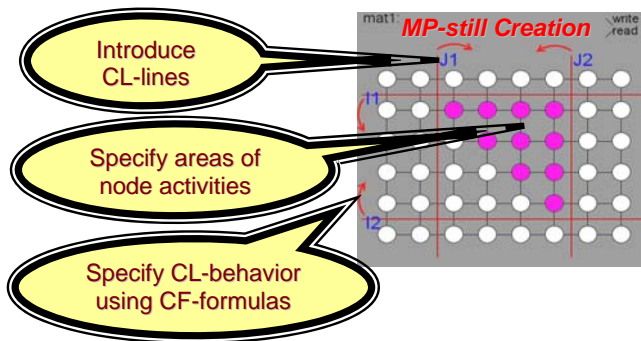 mat1:
MP-still Creation
write
read
J1
J2
I1
I2
Introduce
CL-lines
Specify areas of
node activities
Specify CL-behavior
using CF-formulas